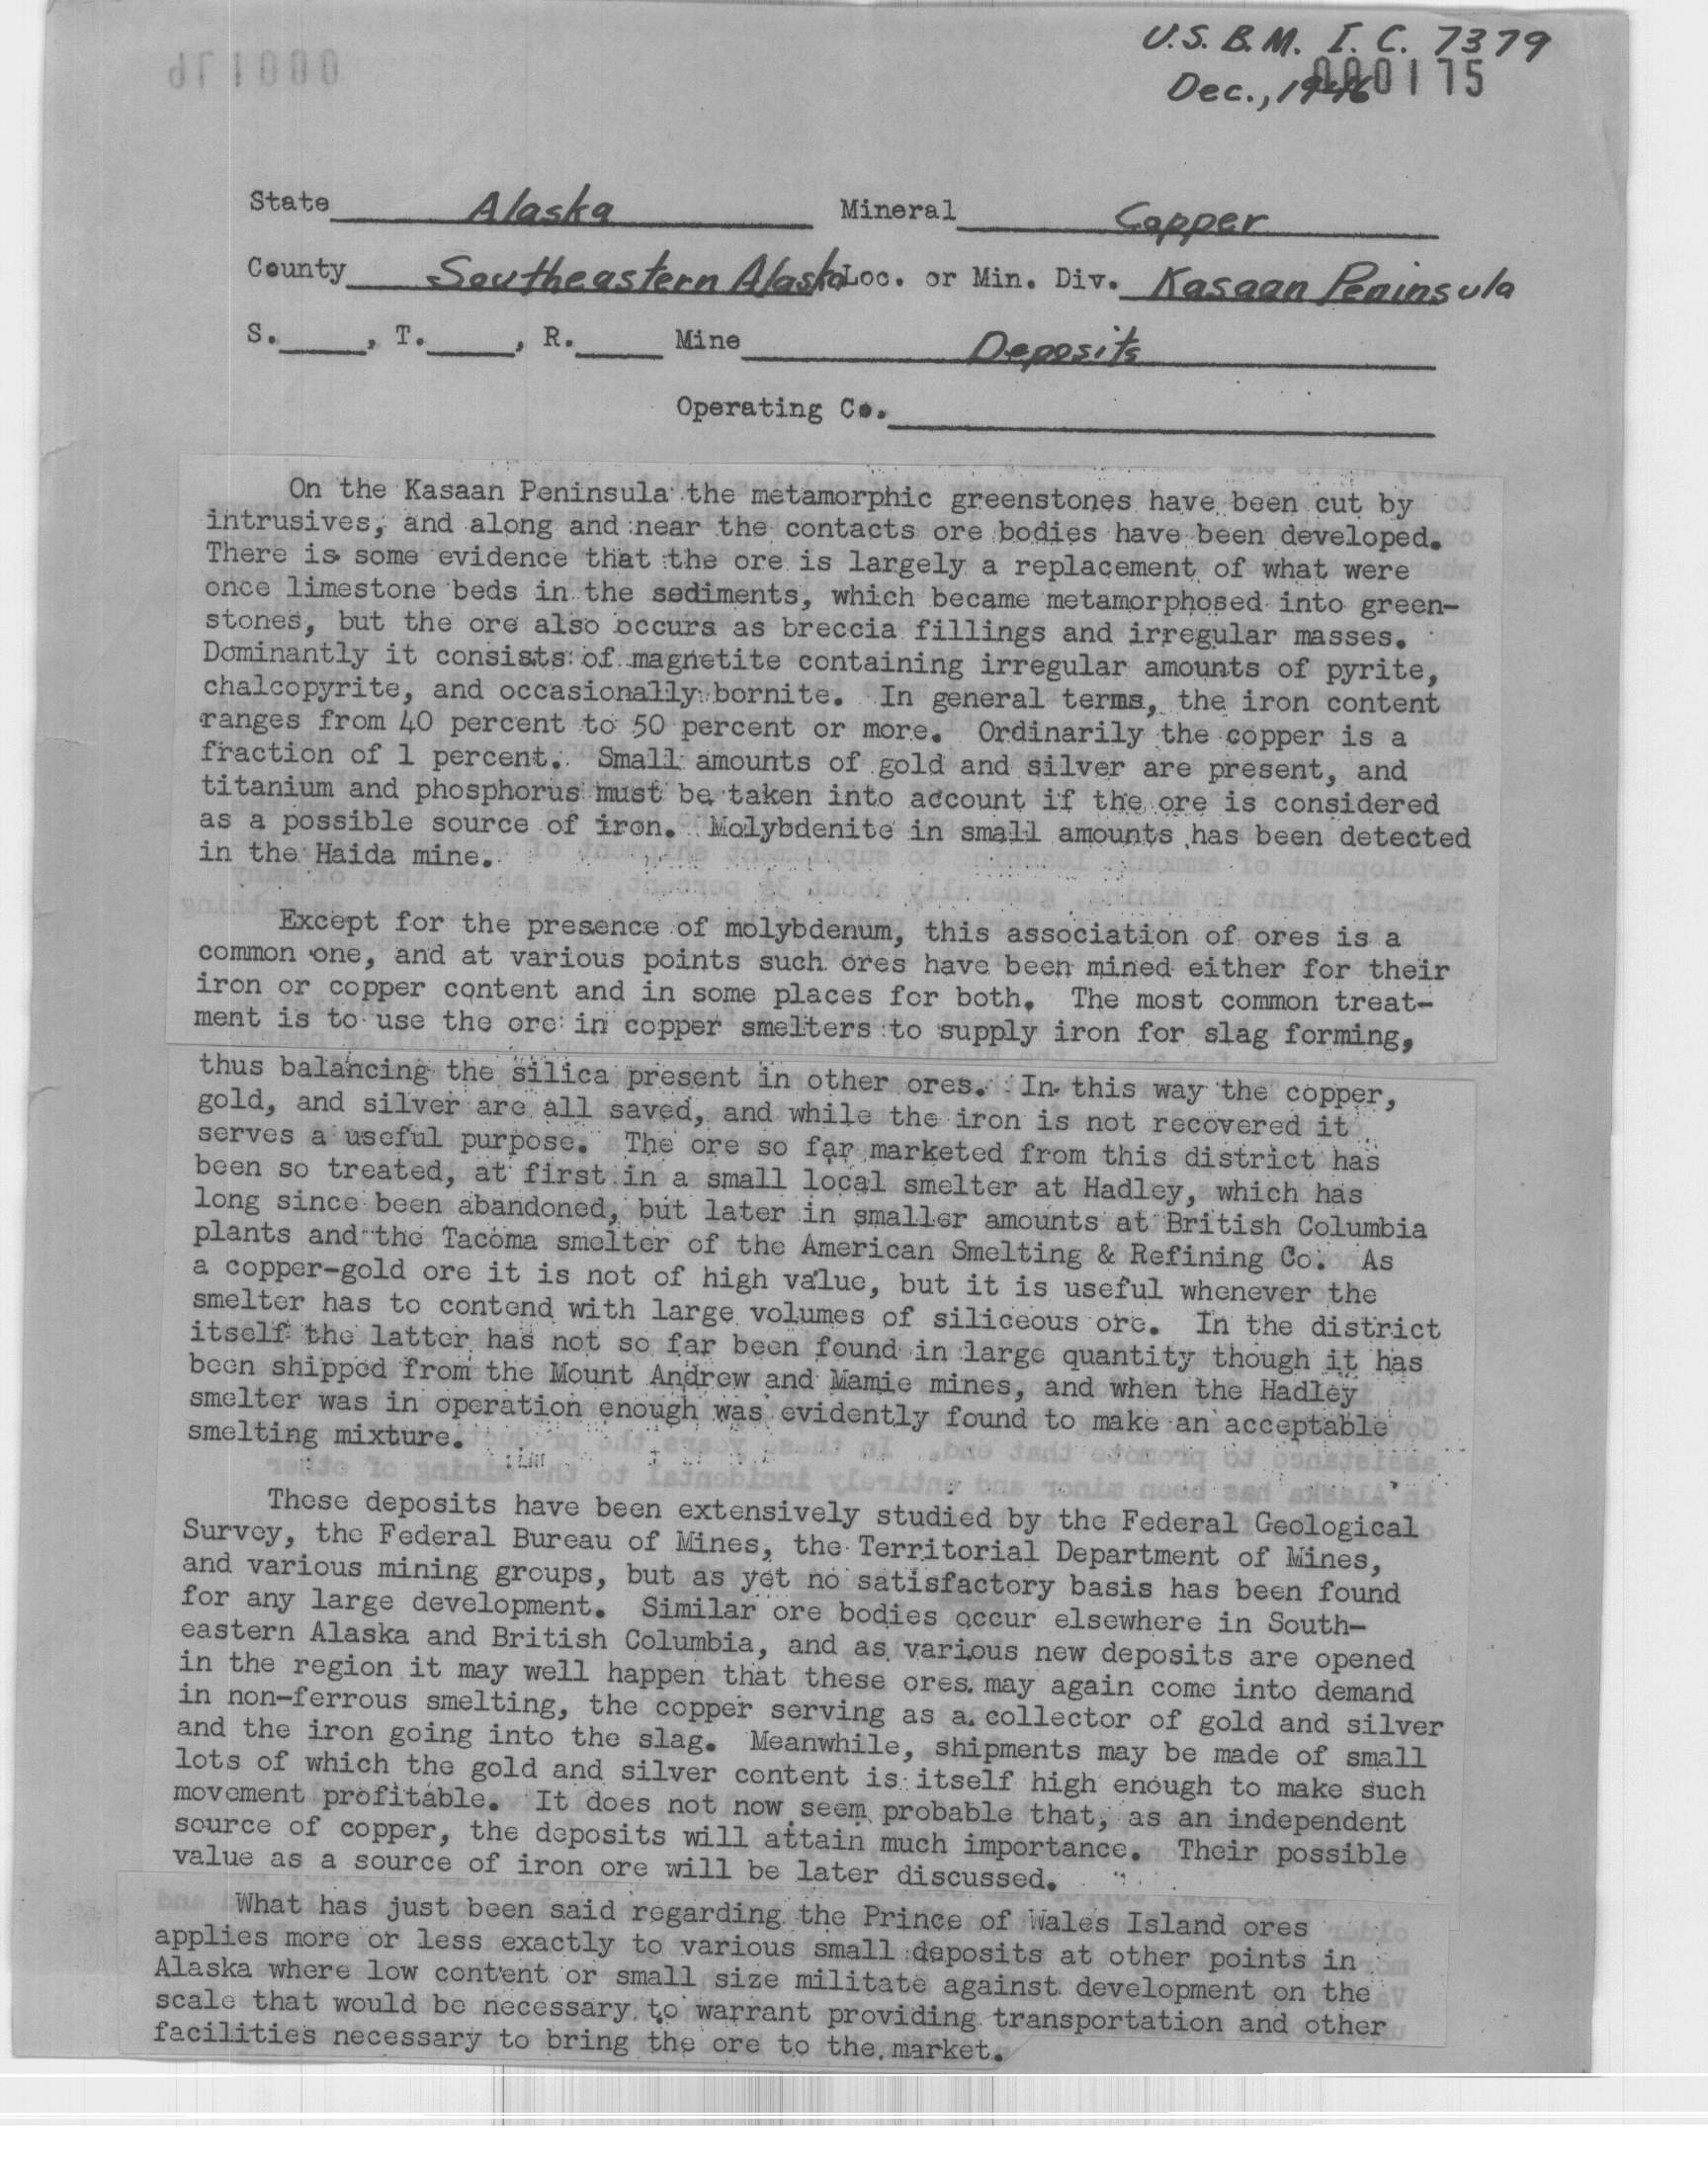 U.S.B.M. I.C. 7379
Dec., 1946
000175
State Alaska Mineral Copper
County Southeastern Alaska Loc. or Min. Div. Kasaan Peninsula
S. , T. , R. Mine Deposits
Operating Co.
On the Kasaan Peninsula the metamorphic greenstones have been cut by
intrusives, and along and near the contacts ore bodies have been developed.
There is some evidence that the ore is largely a replacement of what were
once limestone beds in the sediments, which became metamorphosed into green-
stones, but the ore also occurs as breccia fillings and irregular masses.
Dominantly it consists of magnetite containing irregular amounts of pyrite,
chalcopyrite, and occasionally bornite. In general terms, the iron content
ranges from 40 percent to 50 percent or more. Ordinarily the copper is a
fraction of 1 percent. Small amounts of gold and silver are present, and
titanium and phosphorus must be taken into account if the ore is considered
as a possible source of iron. Molybdenite in small amounts has been detected
in the Haida mine.
Except for the presence of molybdenum, this association of ores is a
common one, and at various points such ores have been mined either for their
iron or copper content and in some places for both. The most common treat-
ment is to use the ore in copper smelters to supply iron for slag forming,
thus balancing the silica present in other ores. In this way the copper,
gold, and silver are all saved, and while the iron is not recovered it
serves a useful purpose. The ore so far marketed from this district has
been so treated, at first in a small local smelter at Hadley, which has
long since been abandoned, but later in smaller amounts at British Columbia
plants and the Tacoma smelter of the American Smelting & Refining Co. As
a copper-gold ore it is not of high value, but it is useful whenever the
smelter has to contend with large volumes of siliceous ore. In the district
itself the latter has not so far been found in large quantity though it has
been shipped from the Mount Andrew and Mamie mines, and when the Hadley
smelter was in operation enough was evidently found to make an acceptable
smelting mixture.
These deposits have been extensively studied by the Federal Geological
Survey, the Federal Bureau of Mines, the Territorial Department of Mines,
and various mining groups, but as yet no satisfactory basis has been found
for any large development. Similar ore bodies occur elsewhere in South-
eastern Alaska and British Columbia, and as various new deposits are opened
in the region it may well happen that these ores may again come into demand
in non-ferrous smelting, the copper serving as a collector of gold and silver
and the iron going into the slag. Meanwhile, shipments may be made of small
lots of which the gold and silver content is itself high enough to make such
movement profitable. It does not now seem probable that, as an independent
source of copper, the deposits will attain much importance. Their possible
value as a source of iron ore will be later discussed.
What has just been said regarding the Prince of Wales Island ores
applies more or less exactly to various small deposits at other points in
Alaska where low content or small size militate against development on the
scale that would be necessary to warrant providing transportation and other
facilities necessary to bring the ore to the market.